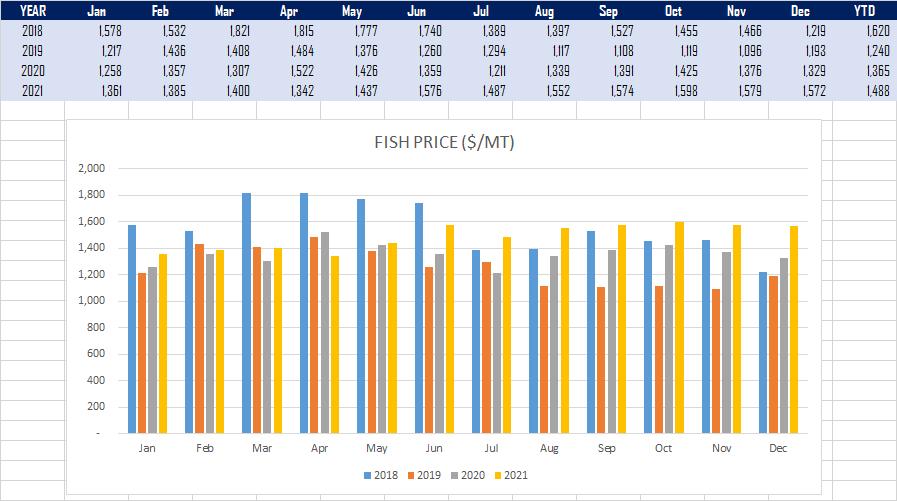 YEAR Jan Feb Mar Apr May Jun Jul Aug Sep Oct Nov Dec YTD
2018 1,578 1,532 1,821 1,815 1,777 1,740 1,389 1,397 1,527 1,455 1,466 1,219 1,620
2019 1,217 1,436 1,408 1,484 1,376 1,260 1,294 1,117 1,108 1,119 1,096 1,193 1,240
2020 1,258 1,357 1,307 1,522 1,426 1,359 1,211 1,339 1,391 1,425 1,376 1,329 1,365
2021 1,361 1,385 1,400 1,342 1,437 1,576 1,487 1,552 1,574 1,598 1,579 1,572 1,488
FISH PRICE ($/MT)
2,000
1,800
1,600
1,400
1,200
1,000
800
600
400
200
-
Jan Feb Mar Apr May Jun Jul Aug Sep Oct Nov Dec
2018 2019 2020 2021